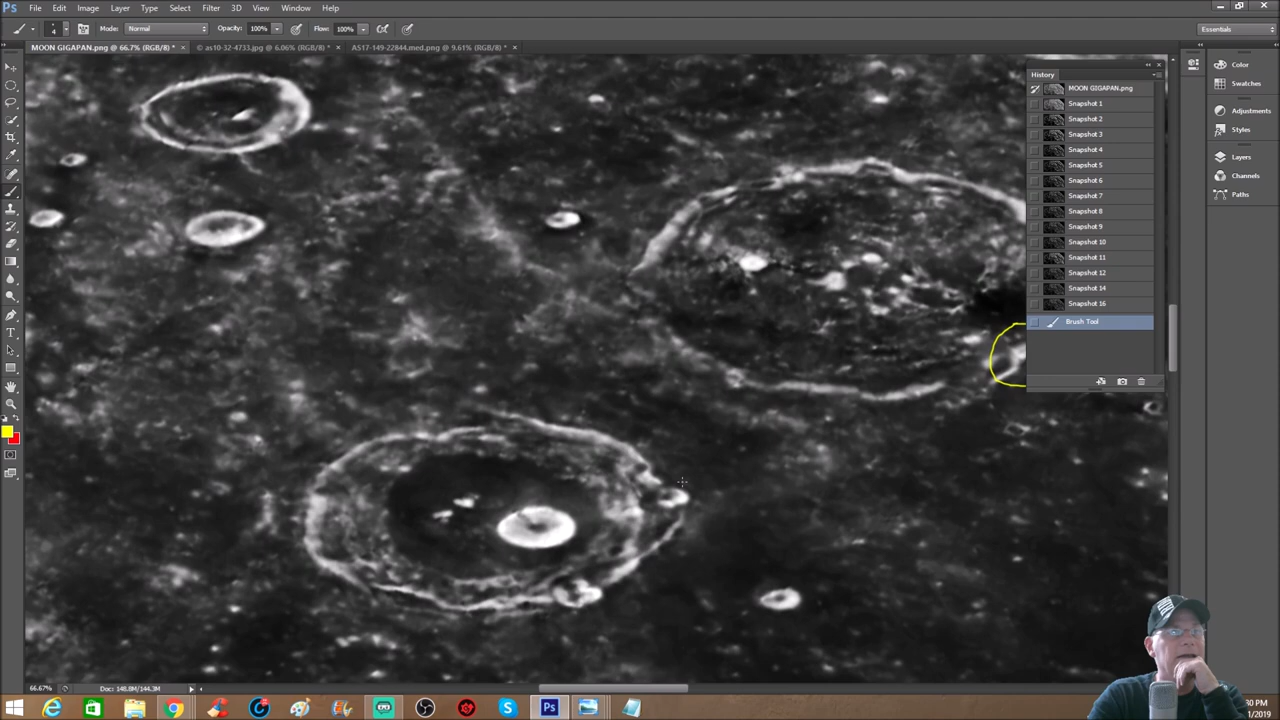 Ps File Edit Image Layer Type Select Filter 3D View Window Help
4 Mode: Normal Opacity: 100% Flow: 100% Essentials
MOON GIGAPAN.png @ 66.7% (RGB/8) * × © as10-32-4733.jpg @ 6.06% (RGB/8) * × AS17-149-22844.med.png @ 9.61% (RGB/8) * ×
History
MOON GIGAPAN.png
Snapshot 1
Snapshot 2
Snapshot 3
Snapshot 4
Snapshot 5
Snapshot 6
Snapshot 7
Snapshot 8
Snapshot 9
Snapshot 10
Snapshot 11
Snapshot 12
Snapshot 14
Snapshot 16
Brush Tool
Color
Swatches
Adjustments
Styles
Layers
Channels
Paths
66.67% Doc: 148.8M/144.3M
Ps